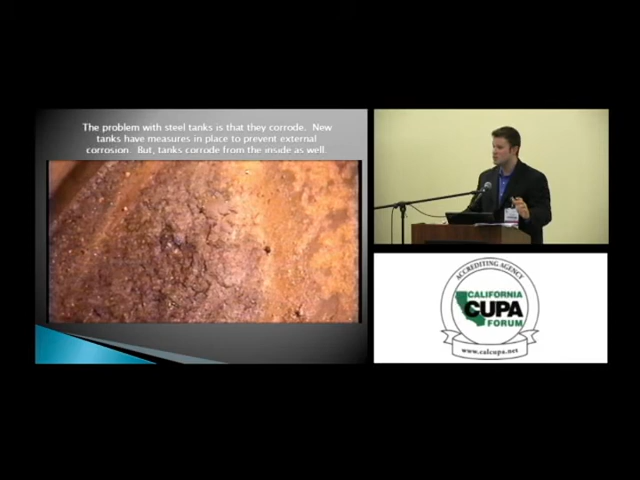 The problem with steel tanks is that they corrode. New
tanks have measures in place to prevent external
corrosion. But, tanks corrode from the inside as well.
ACCREDITING AGENCY
CALIFORNIA
CUPA
FORUM
www.calcupa.net